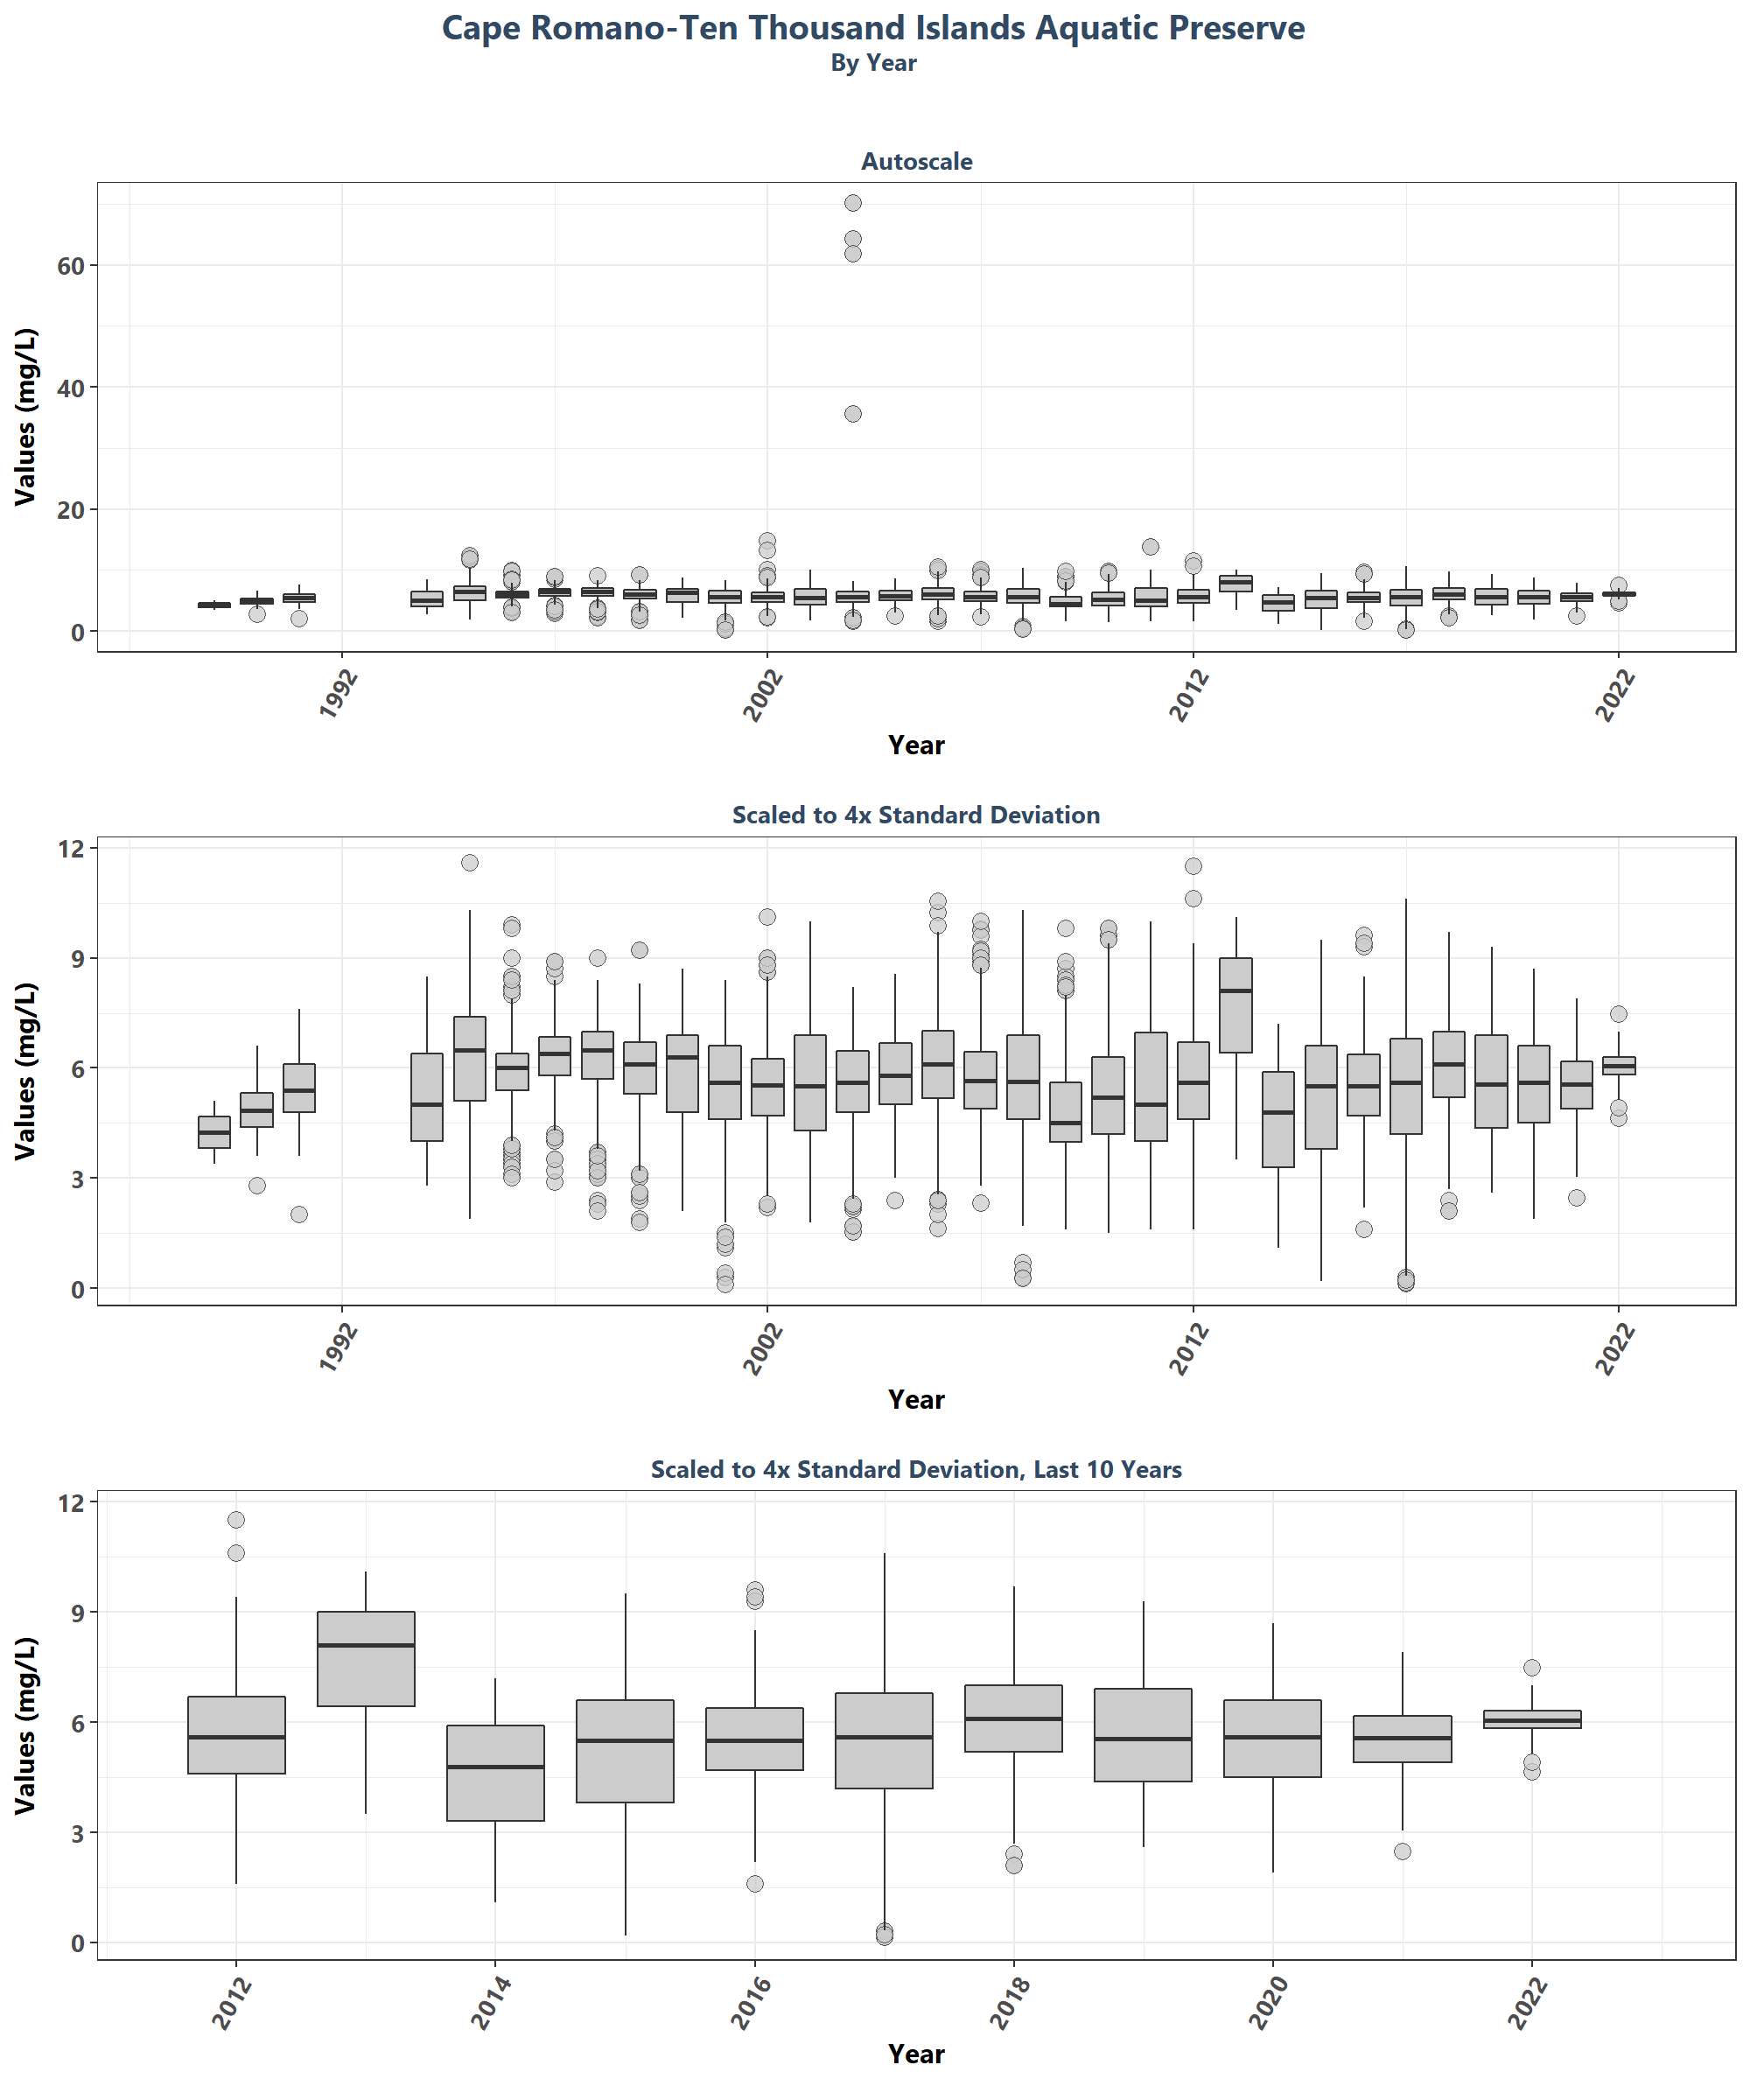 Cape Romano-Ten Thousand Islands Aquatic Preserve
By Year
Autoscale
Values (mg/L)
60
40
20
0
1992
2002
2012
2022
Year
Scaled to 4x Standard Deviation
Values (mg/L)
12
9
6
3
0
1992
2002
2012
2022
Year
Scaled to 4x Standard Deviation, Last 10 Years
Values (mg/L)
12
9
6
3
0
2012
2014
2016
2018
2020
2022
Year